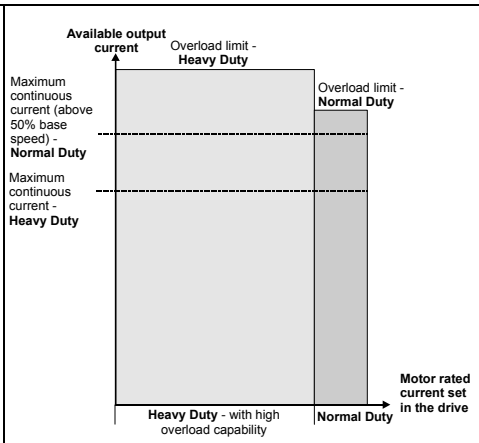 Available output
current
Overload limit -
Heavy Duty
Overload limit -
Normal Duty
Maximum
continuous
current (above
50% base
speed) -
Normal Duty
Maximum
continuous
current -
Heavy Duty
Motor rated
current set
in the drive
Heavy Duty - with high
overload capability
Normal Duty